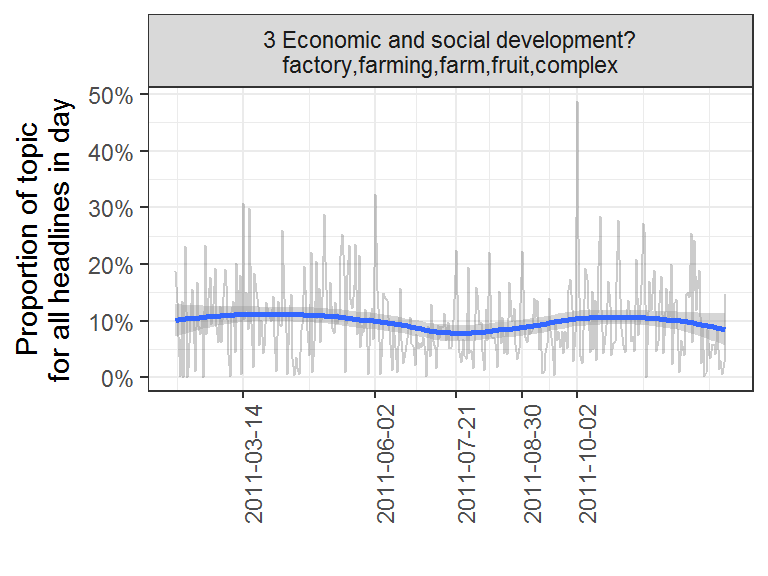 3 Economic and social development?
factory,farming,farm,fruit,complex
Proportion of topic
for all headlines in day
50%
40%
30%
20%
10%
0%
2011-03-14
2011-06-02
2011-07-21
2011-08-30
2011-10-02